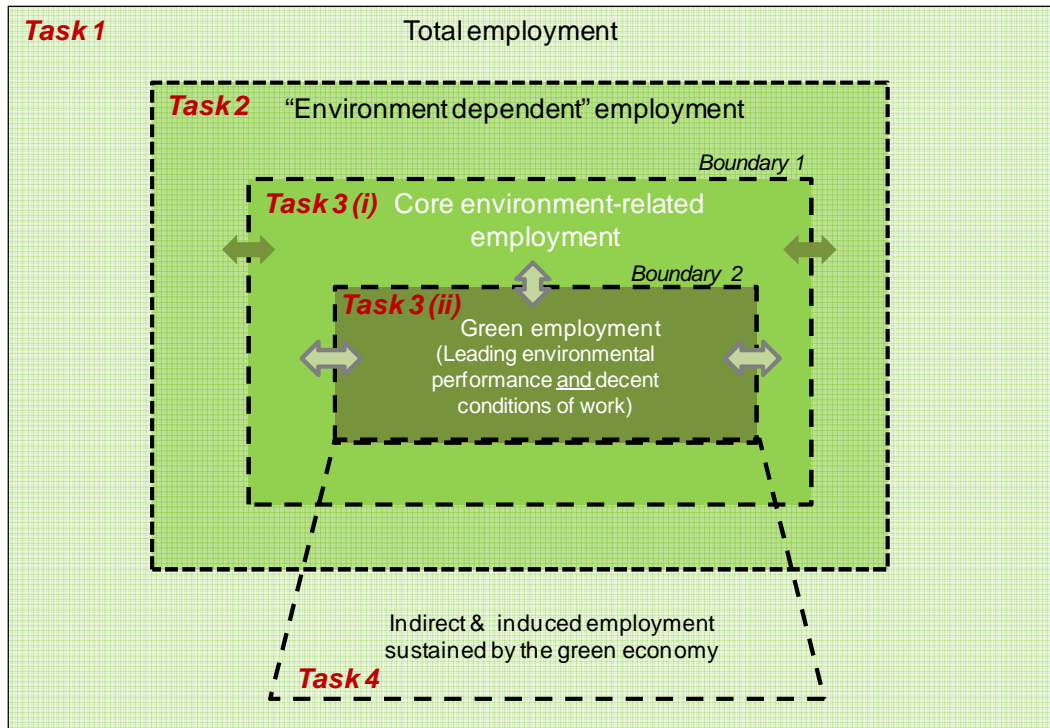 Task 1
Total employment
Task 2
“Environment dependent” employment
Boundary 1
Task 3 (i)
Core environment-related
employment
Boundary 2
Task 3 (ii)
Green employment
(Leading environmental
performance and decent
conditions of work)
Indirect & induced employment
sustained by the green economy
Task 4